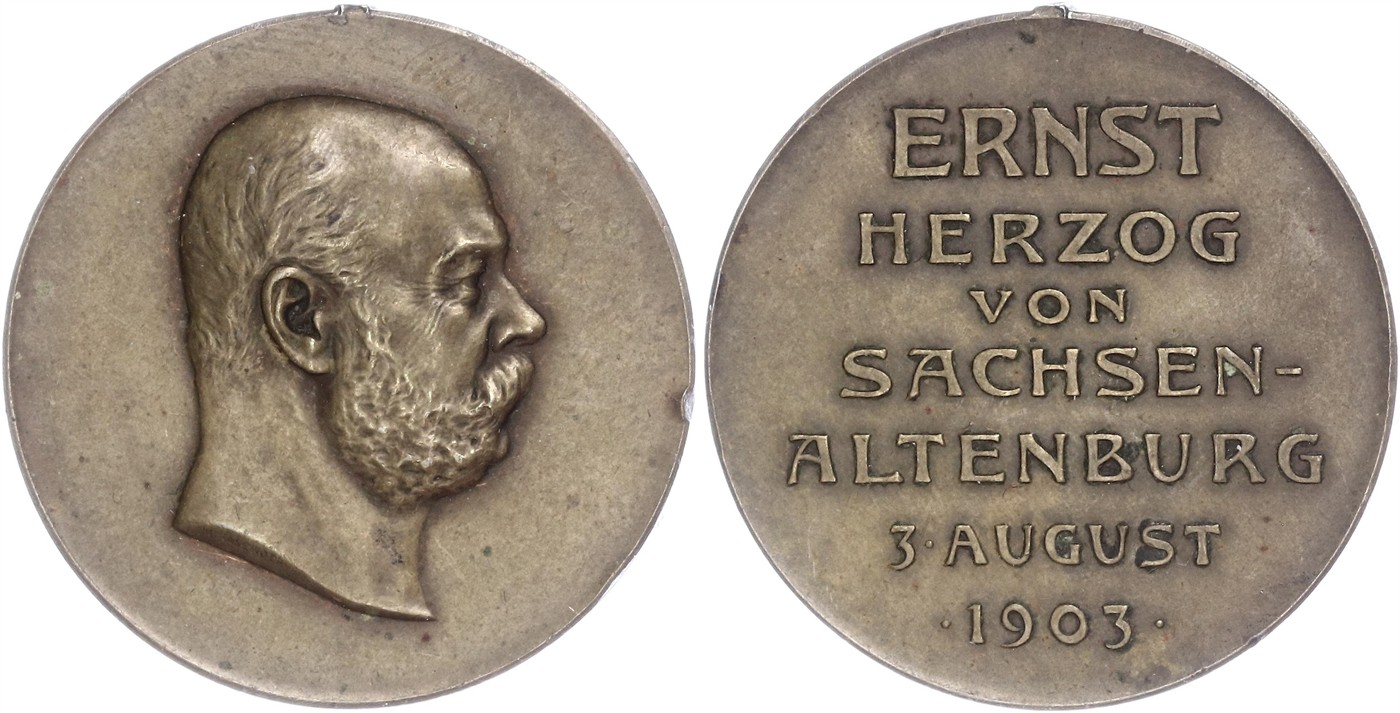 ERNST
HERZOG
VON
SACHSEN-
ALTENBURG
3·AUGUST
·1903·